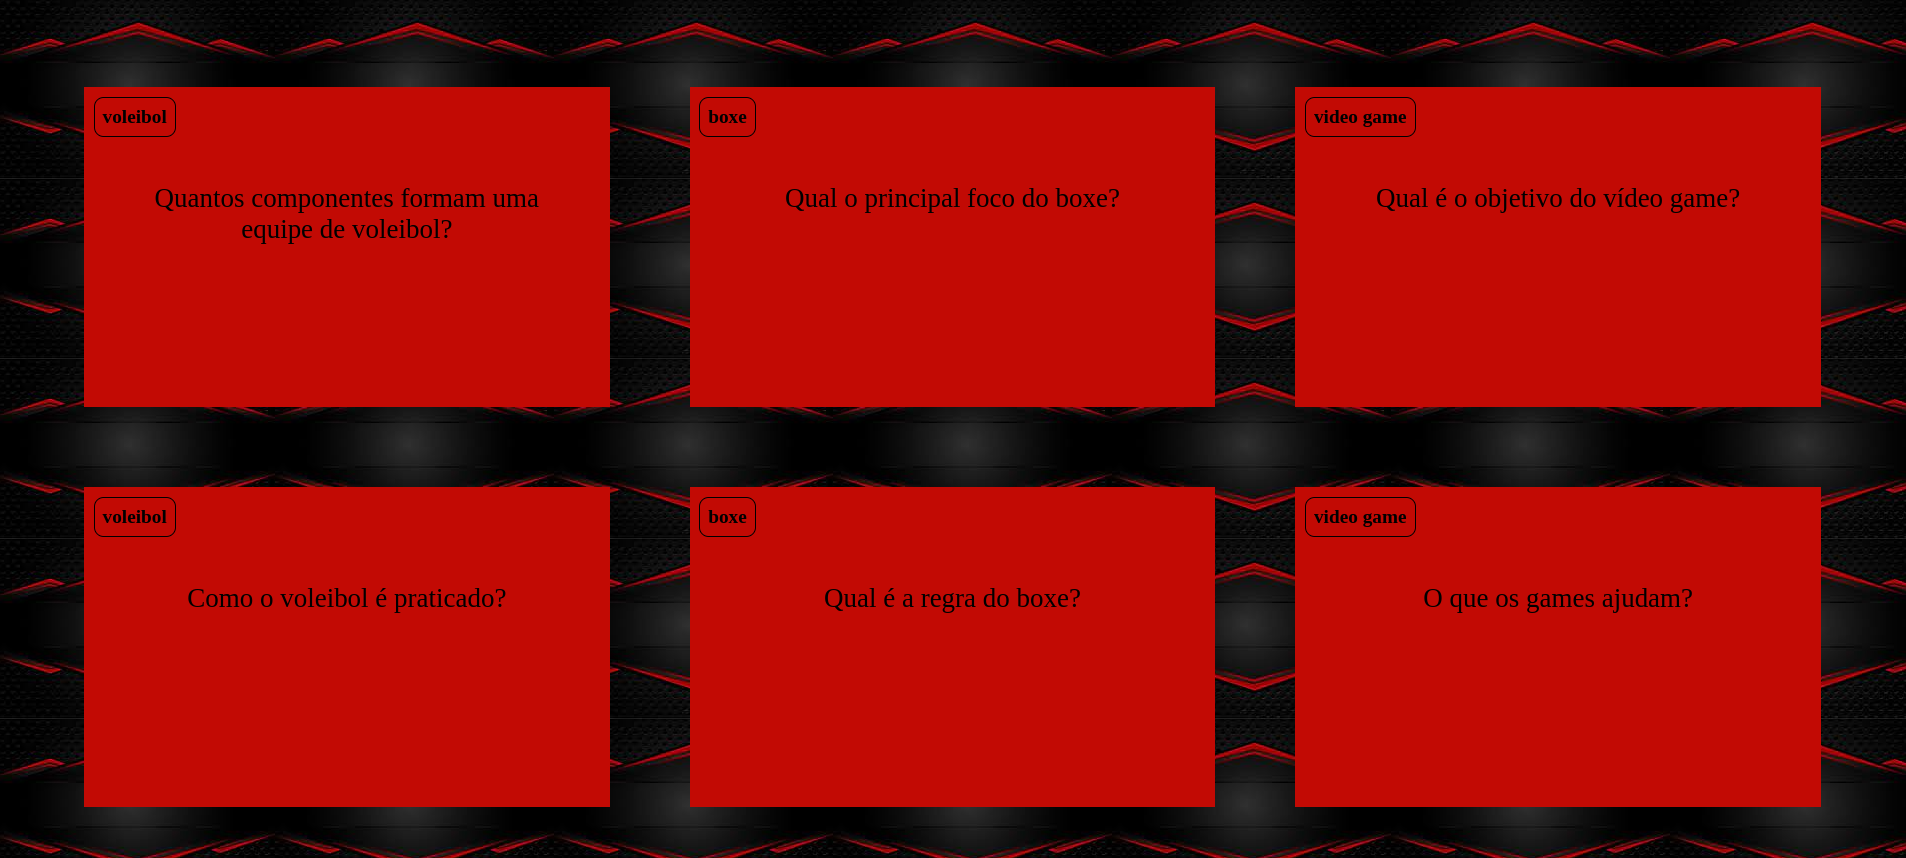 voleibol
Quantos componentes formam uma
equipe de voleibol?
boxe
Qual o principal foco do boxe?
video game
Qual é o objetivo do vídeo game?
voleibol
Como o voleibol é praticado?
boxe
Qual é a regra do boxe?
video game
O que os games ajudam?